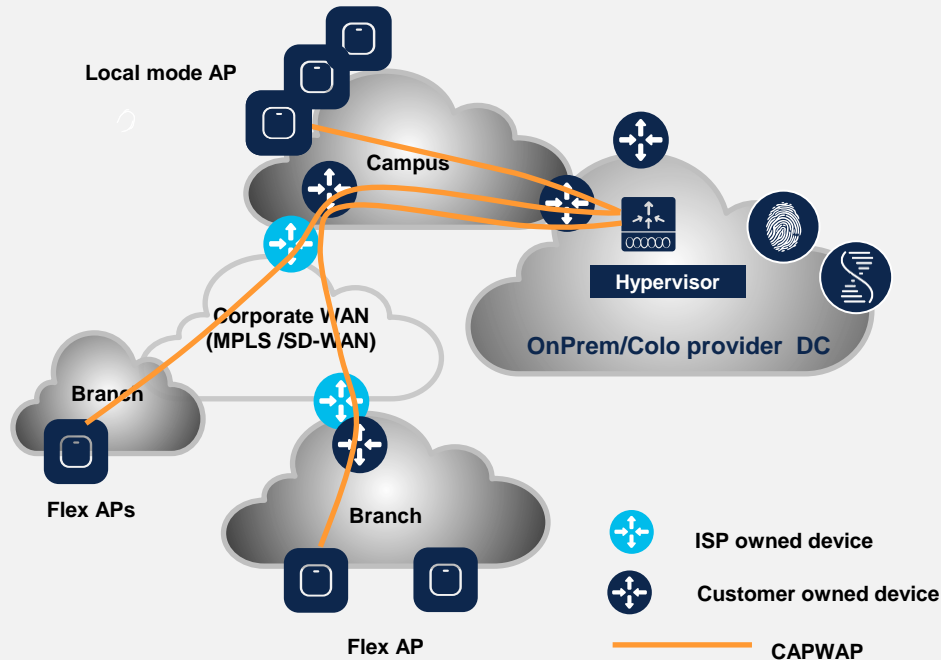 Local mode AP
Campus
Hypervisor
Corporate WAN
(MPLS /SD-WAN)
OnPrem/Colo provider DC
Branch
Flex APs
Branch
ISP owned device
Customer owned device
Flex AP
CAPWAP